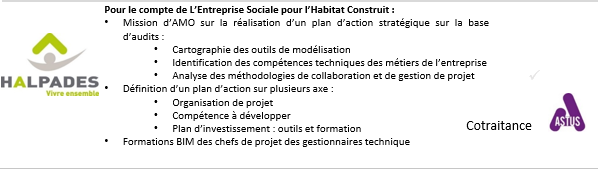 Pour le compte de L’Entreprise Sociale pour l’Habitat Construit :
• Mission d’AMO sur la réalisation d’un plan d’action stratégique sur la base
d’audits :
• Cartographie des outils de modélisation
• Identification des compétences techniques des métiers de l’entreprise
• Analyse des méthodologies de collaboration et de gestion de projet
HALPADES
Vivre ensemble
• Définition d’un plan d’action sur plusieurs axe :
• Organisation de projet
• Compétence à développer
• Plan d’investissement : outils et formation
Cotraitance
ASTUS
• Formations BIM des chefs de projet des gestionnaires technique